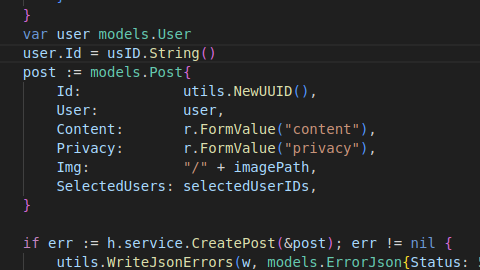 }
var user models.User
user.Id = usID.String()
post := models.Post{
    Id:            utils.NewUUID(),
    User:          user,
    Content:       r.FormValue("content"),
    Privacy:       r.FormValue("privacy"),
    Img:           "/" + imagePath,
    SelectedUsers: selectedUserIDs,
}

if err := h.service.CreatePost(&post); err != nil {
    utils.WriteJsonErrors(w, models.ErrorJson{Status: